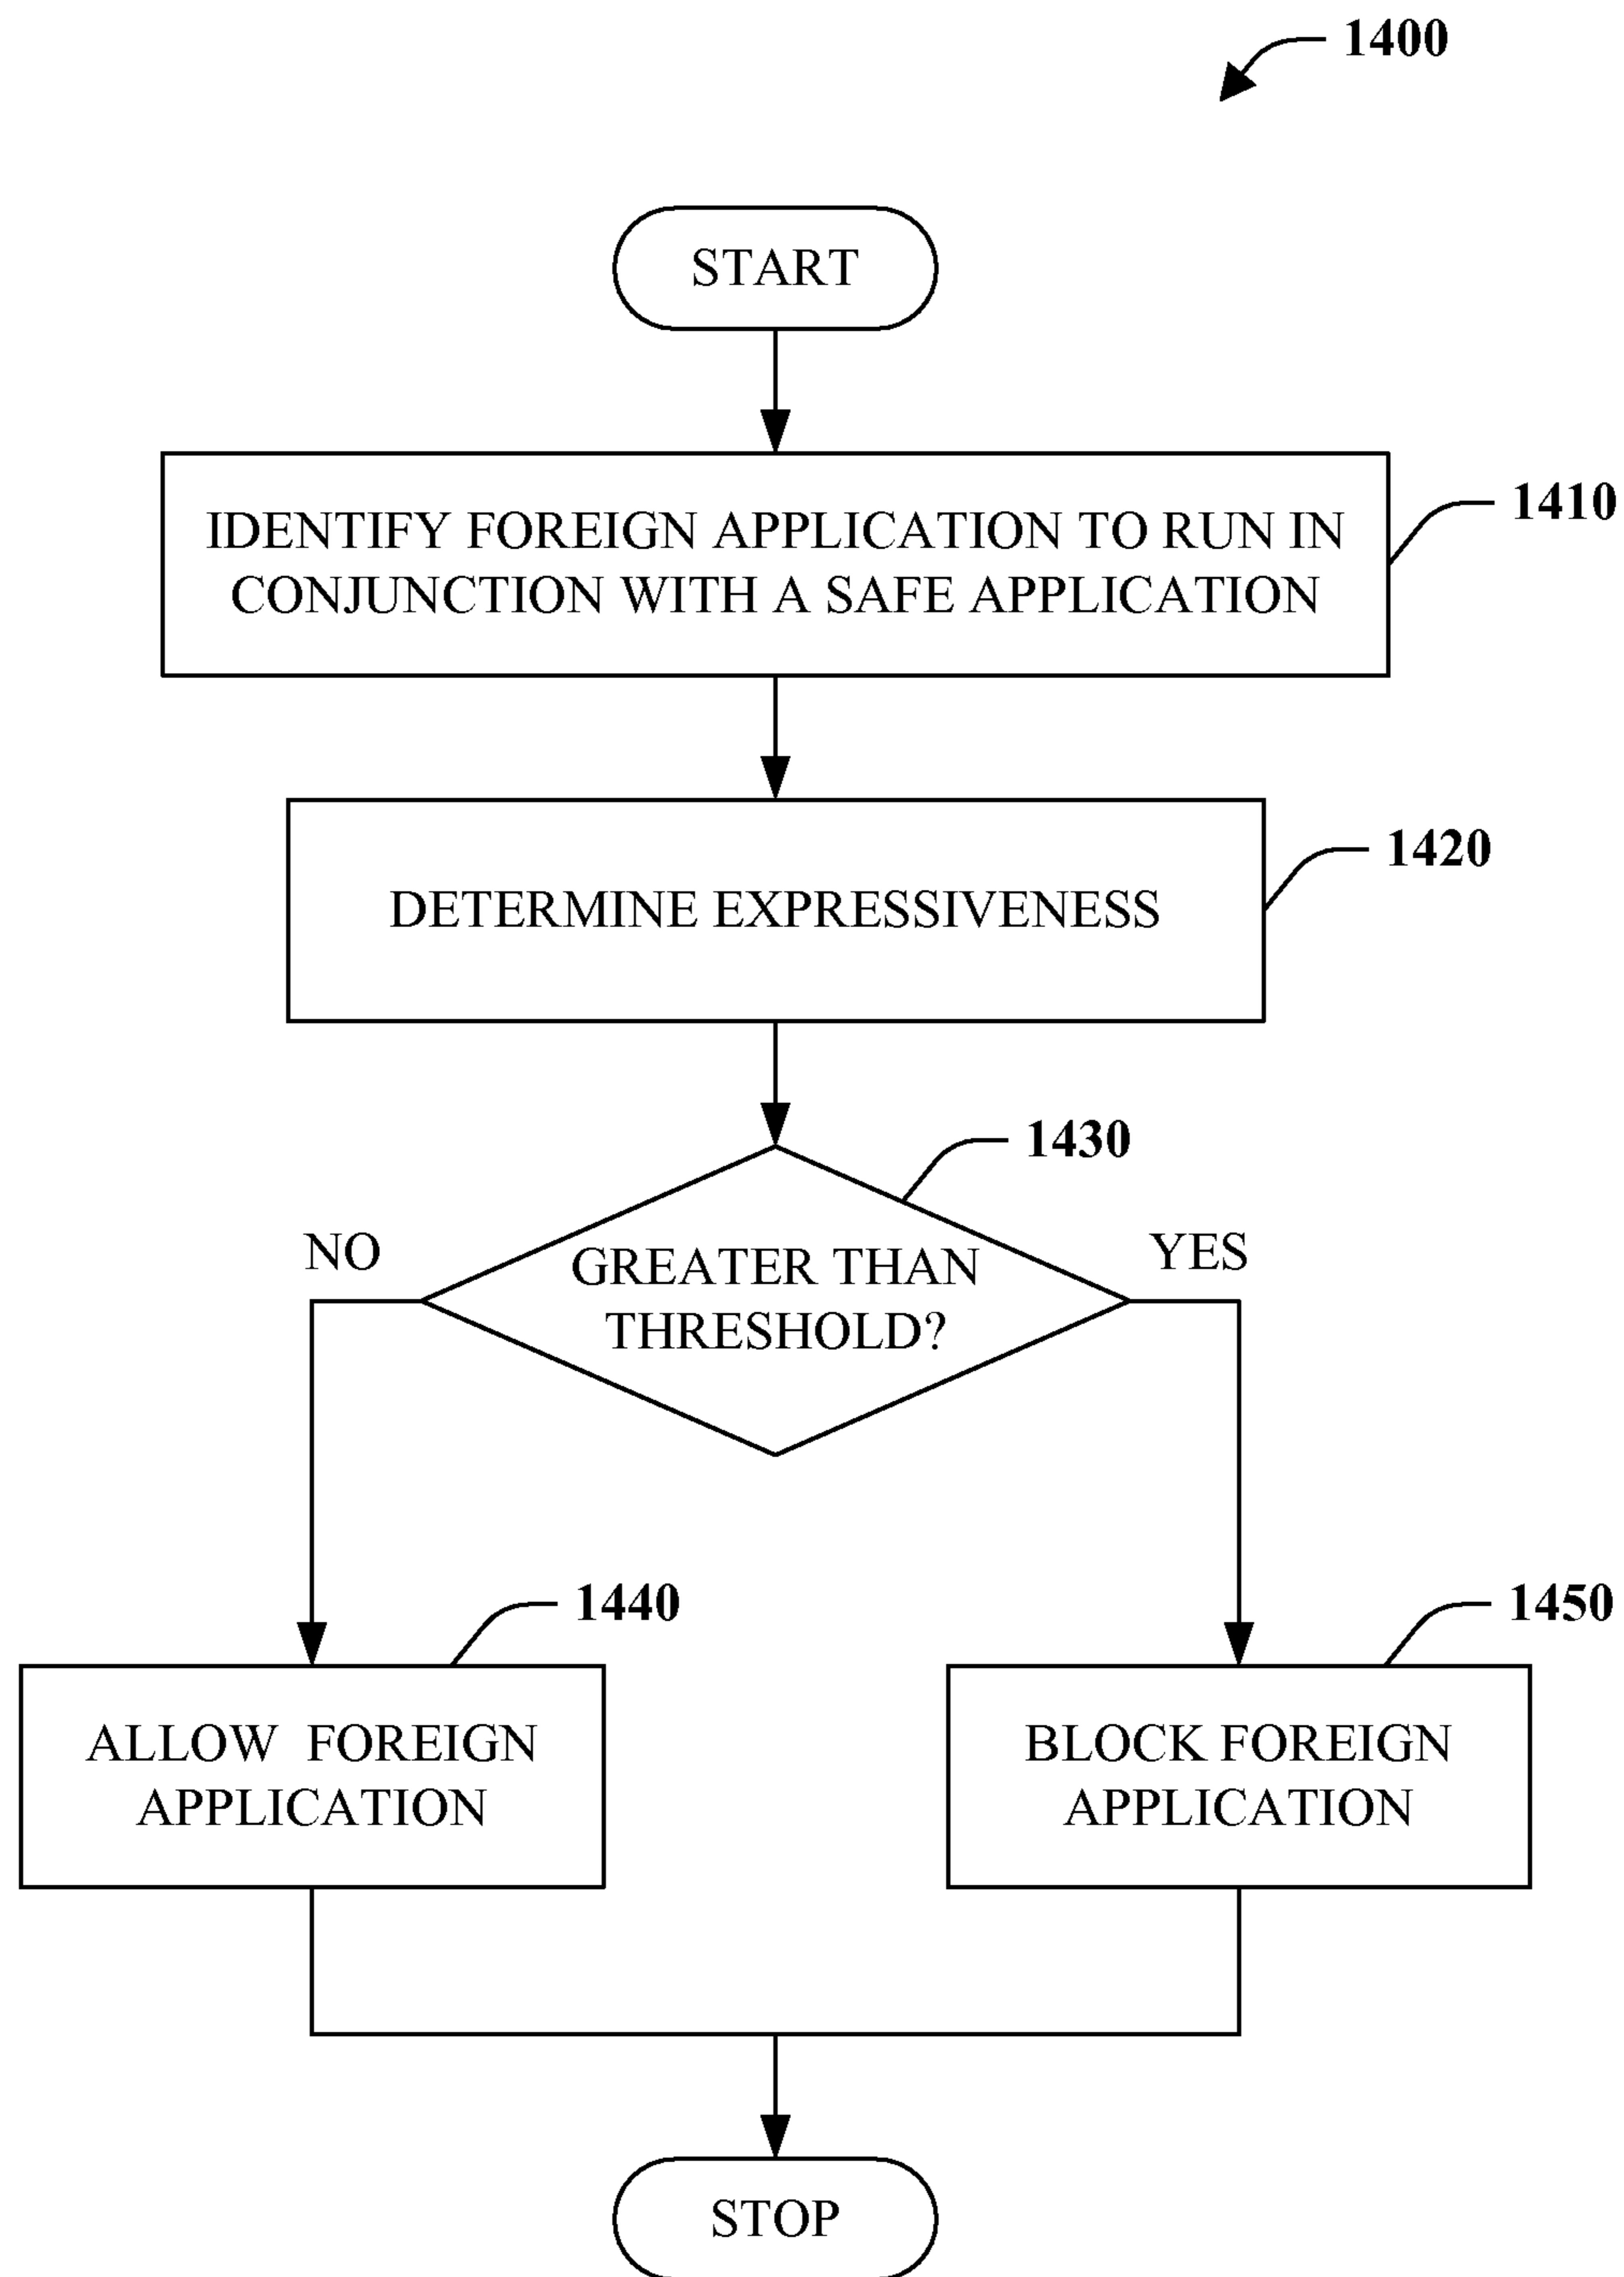 1400
START
IDENTIFY FOREIGN APPLICATION TO RUN IN
CONJUNCTION WITH A SAFE APPLICATION
1410
DETERMINE EXPRESSIVENESS
1420
1430
NO
GREATER THAN
THRESHOLD?
YES
1440
ALLOW FOREIGN
APPLICATION
1450
BLOCK FOREIGN
APPLICATION
STOP